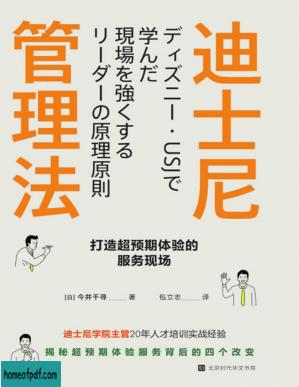 迪士尼
管理法
ディズニー・USJで
学んだ
現場を強くする
リーダーの原理原則
打造超预期体验的
服务现场
[日] 今井千寻 著 包立志 译
迪士尼学院主管20年人才培训实战经验
揭秘超预期体验服务背后的四个改变
北京时代华文书局
homeofpdf.com